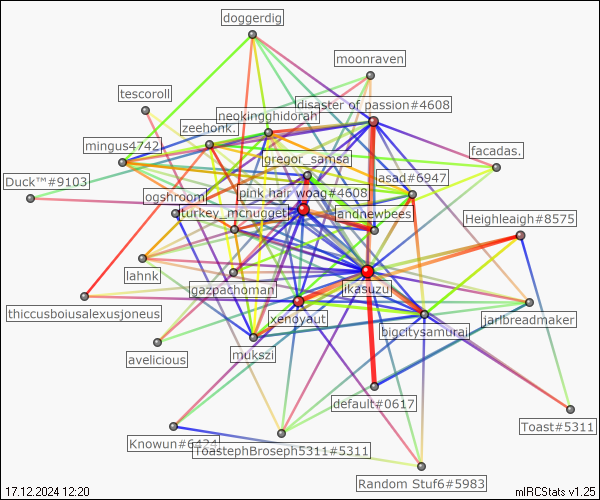 doggerdig
moonraven
tescoroll
disaster of passion#4608
neokingghidorah
zeehonk.
mingus4742
gregor_samsa
facadas.
asad#6947
Duck™#9103
pink hair woag#4608
ogshroom
turkey_mcnugget
andnewbees
Heighleigh#8575
lahnk
gazpachoman
likasuzui
thiccusboiusalexusjoneus
xenoyaut
jarlbreadmaker
bigcitysamurai
avelicious
mukszi
default#0617
Toast#5311
Knowun#6424
ToastephBroseph5311#5311
Random Stuf6#5983
17.12.2024 12:20
mIRCStats v1.25